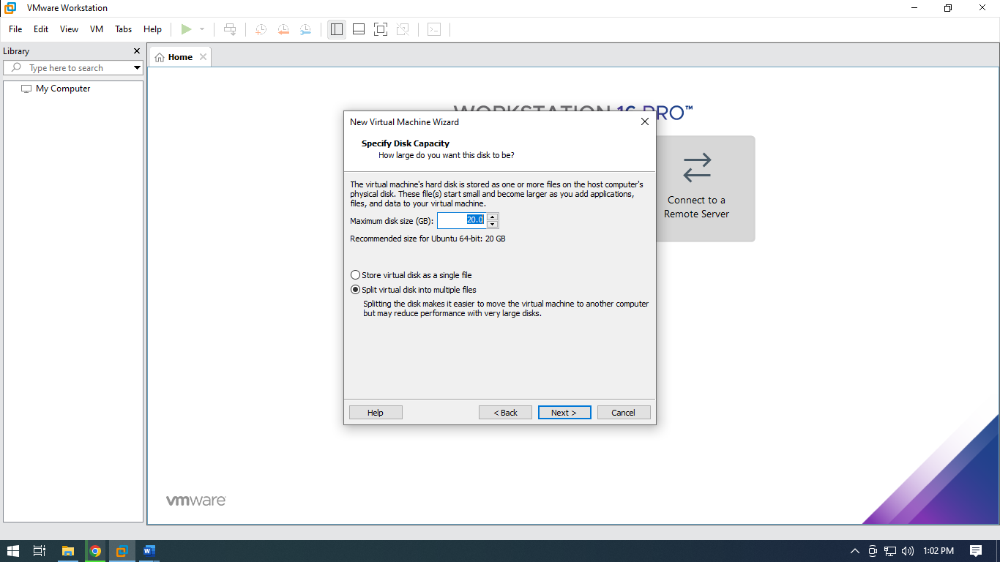 VMware Workstation
File Edit View VM Tabs Help
Library
Type here to search
My Computer
Home
WORKSTATION 16 PRO™
Connect to a
Remote Server
New Virtual Machine Wizard
Specify Disk Capacity
How large do you want this disk to be?
The virtual machine's hard disk is stored as one or more files on the host computer's
physical disk. These file(s) start small and become larger as you add applications,
files, and data to your virtual machine.
Maximum disk size (GB): 20.0
Recommended size for Ubuntu 64-bit: 20 GB
Store virtual disk as a single file
Split virtual disk into multiple files
Splitting the disk makes it easier to move the virtual machine to another computer
but may reduce performance with very large disks.
Help < Back Next > Cancel
vmware
1:02 PM